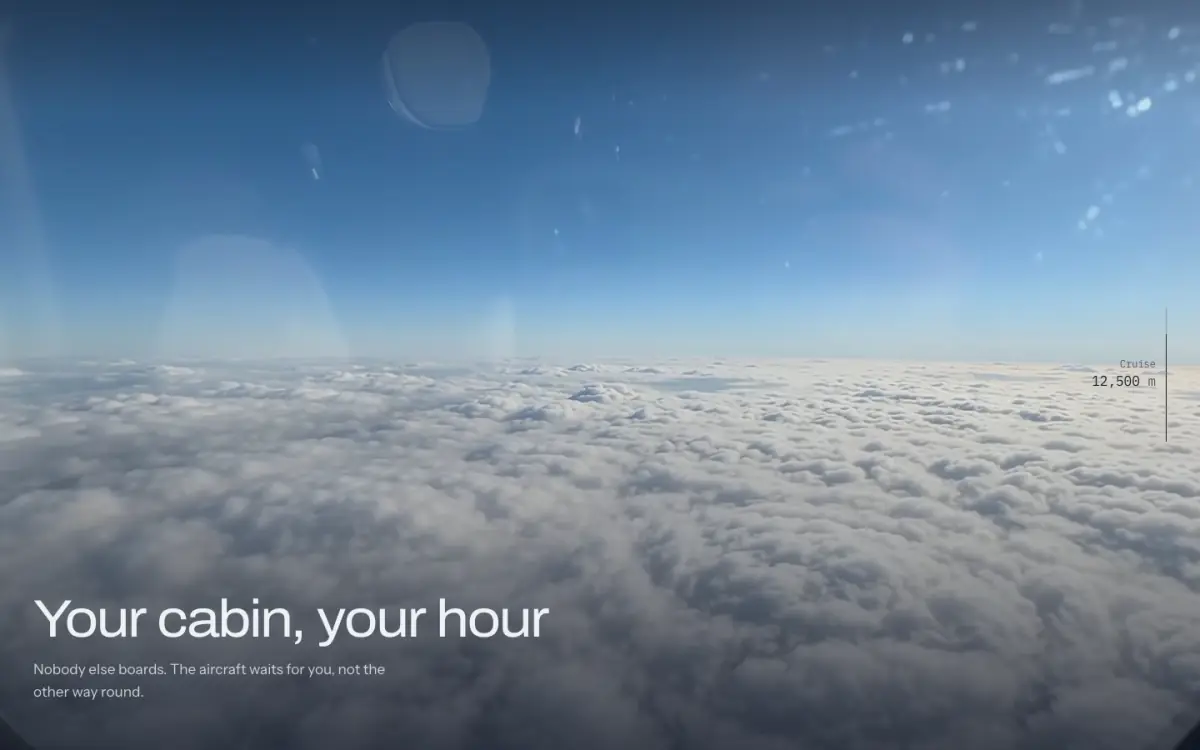 Cruise
12,500 m
Your cabin, your hour
Nobody else boards. The aircraft waits for you, not the
other way round.